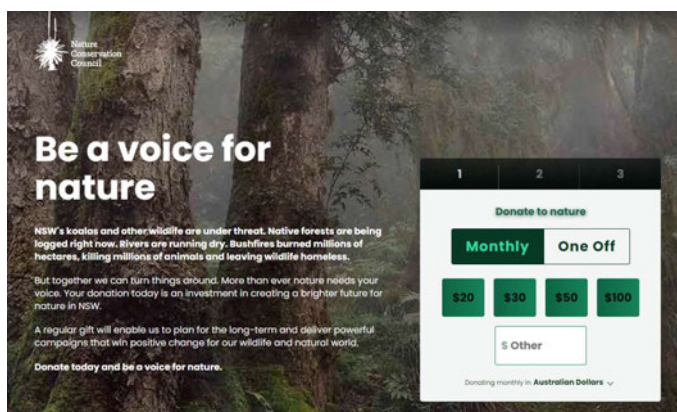 Nature
Conservation
Council
Be a voice for
nature
NSW's koalas and other wildlife are under threat. Native forests are being
logged right now. Rivers are running dry. Bushfires burned millions of
hectares, killing millions of animals and leaving wildlife homeless.
But together we can turn things around. More than ever nature needs your
voice. Your donation today is an investment in creating a brighter future for
nature in NSW.
A regular gift will enable us to plan for the long-term and deliver powerful
campaigns that win positive change for our wildlife and natural world.
Donate today and be a voice for nature.
1 2 3
Donate to nature
Monthly One Off
$20 $30 $50 $100
$ Other
Donating monthly in Australian Dollars